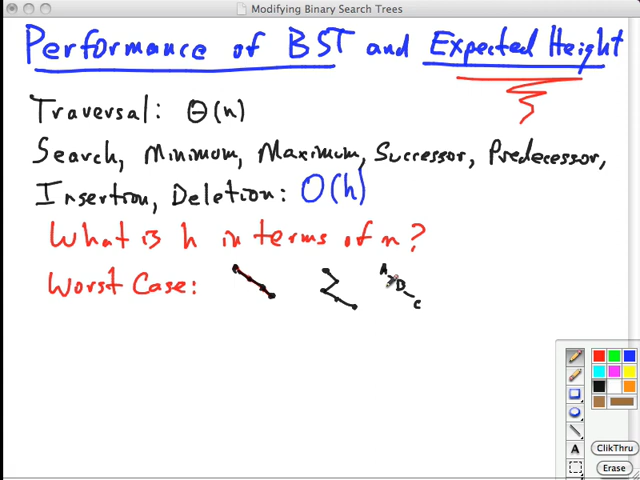 Modifying Binary Search Trees
Performance of BST and Expected Height
Traversal: Θ(n)
Search, Minimum, Maximum, Successor, Predecessor,
Insertion, Deletion: O(h)
What is h in terms of n?
Worst Case:
A
B
C
A
ClikThru
Erase